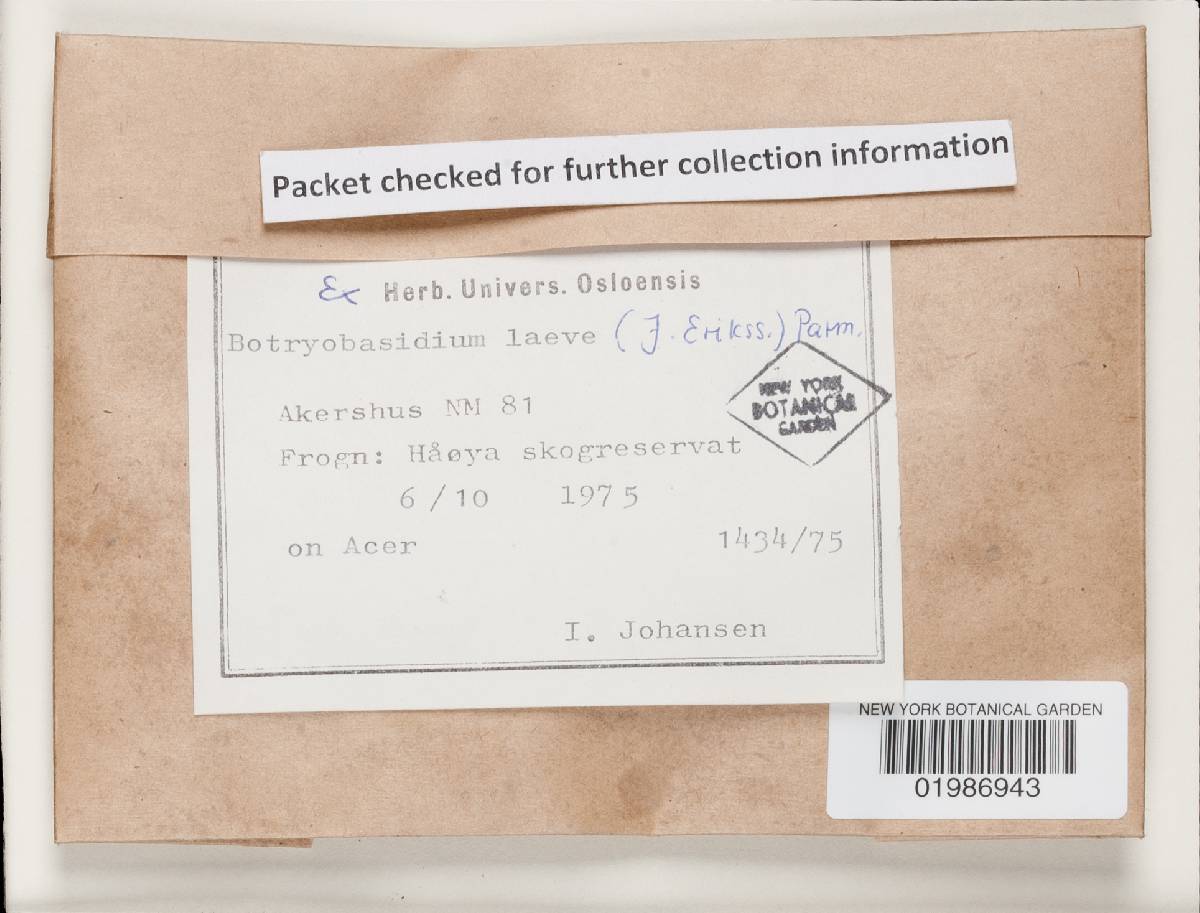 Packet checked for further collection information
Ex Herb. Univers. Osloensis
Botryobasidium laeve (J. Erikss.) Parm.
NEW YORK
BOTANICAL
GARDEN
Akershus NM 81
Frogn: Håøya skogreservat
6/10 1975
on Acer 1434/75
I. Johansen
NEW YORK BOTANICAL GARDEN
01986943